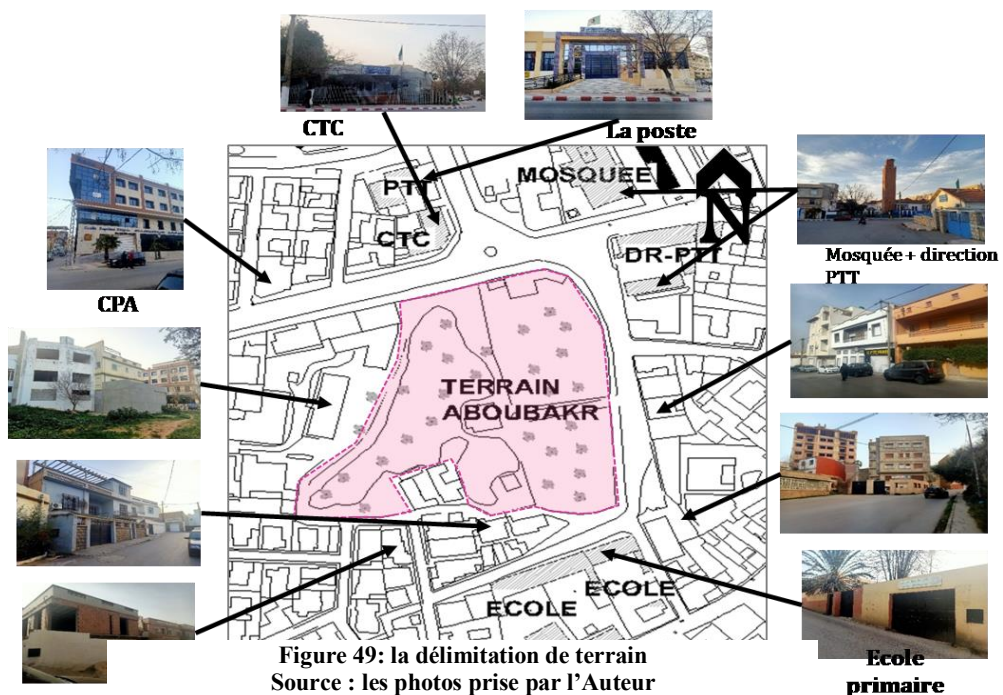 CTC
La poste
CPA
Mosquée + direction
PTT
PTT
CTC
MOSQUEE
N
DR-PTT
TERRAIN
ABOUBAKR
ECOLE
ECOLE
Ecole
primaire
Figure 49: la délimitation de terrain
Source : les photos prise par l'Auteur